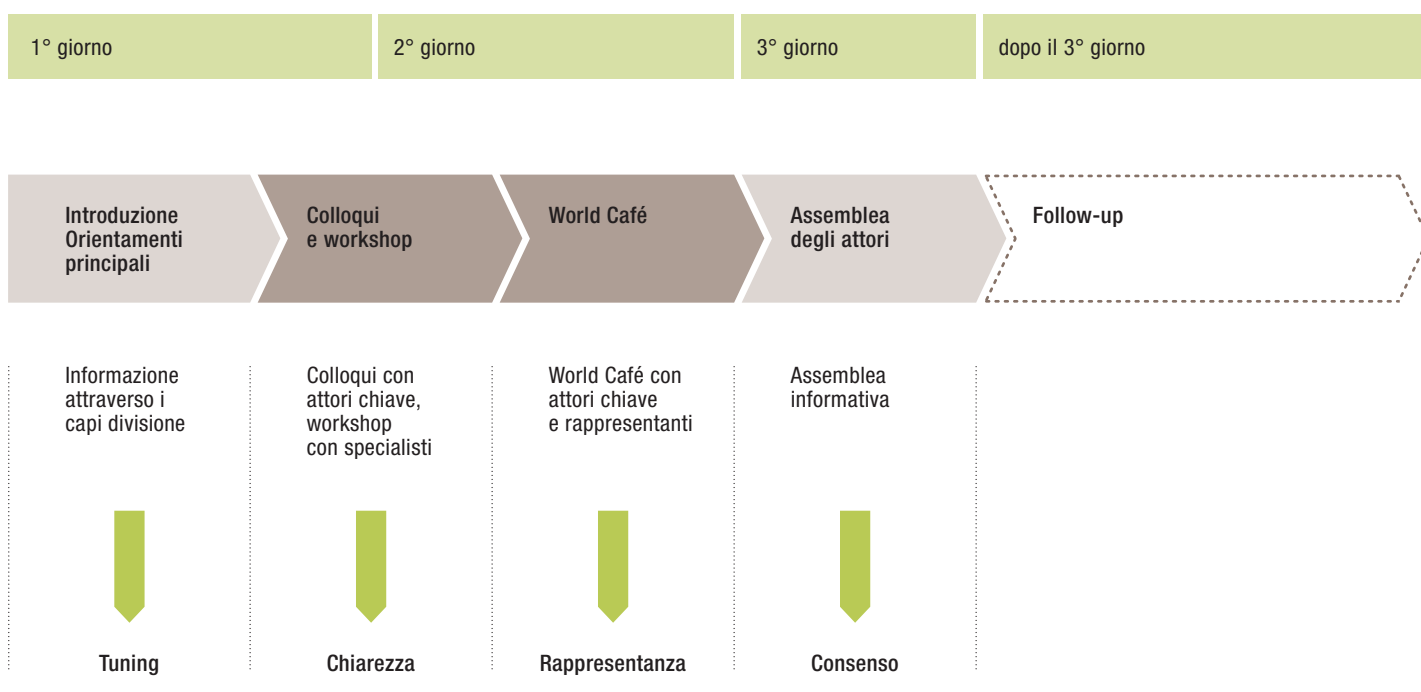 1° giorno
2° giorno
3° giorno
dopo il 3° giorno
Introduzione
Orientamenti
principali
Colloqui
e workshop
World Café
Assemblea
degli attori
Follow-up
Informazione
attraverso i
capi divisione
Colloqui con
attori chiave,
workshop
con specialisti
World Café con
attori chiave
e rappresentanti
Assemblea
informativa
Tuning
Chiarezza
Rappresentanza
Consenso